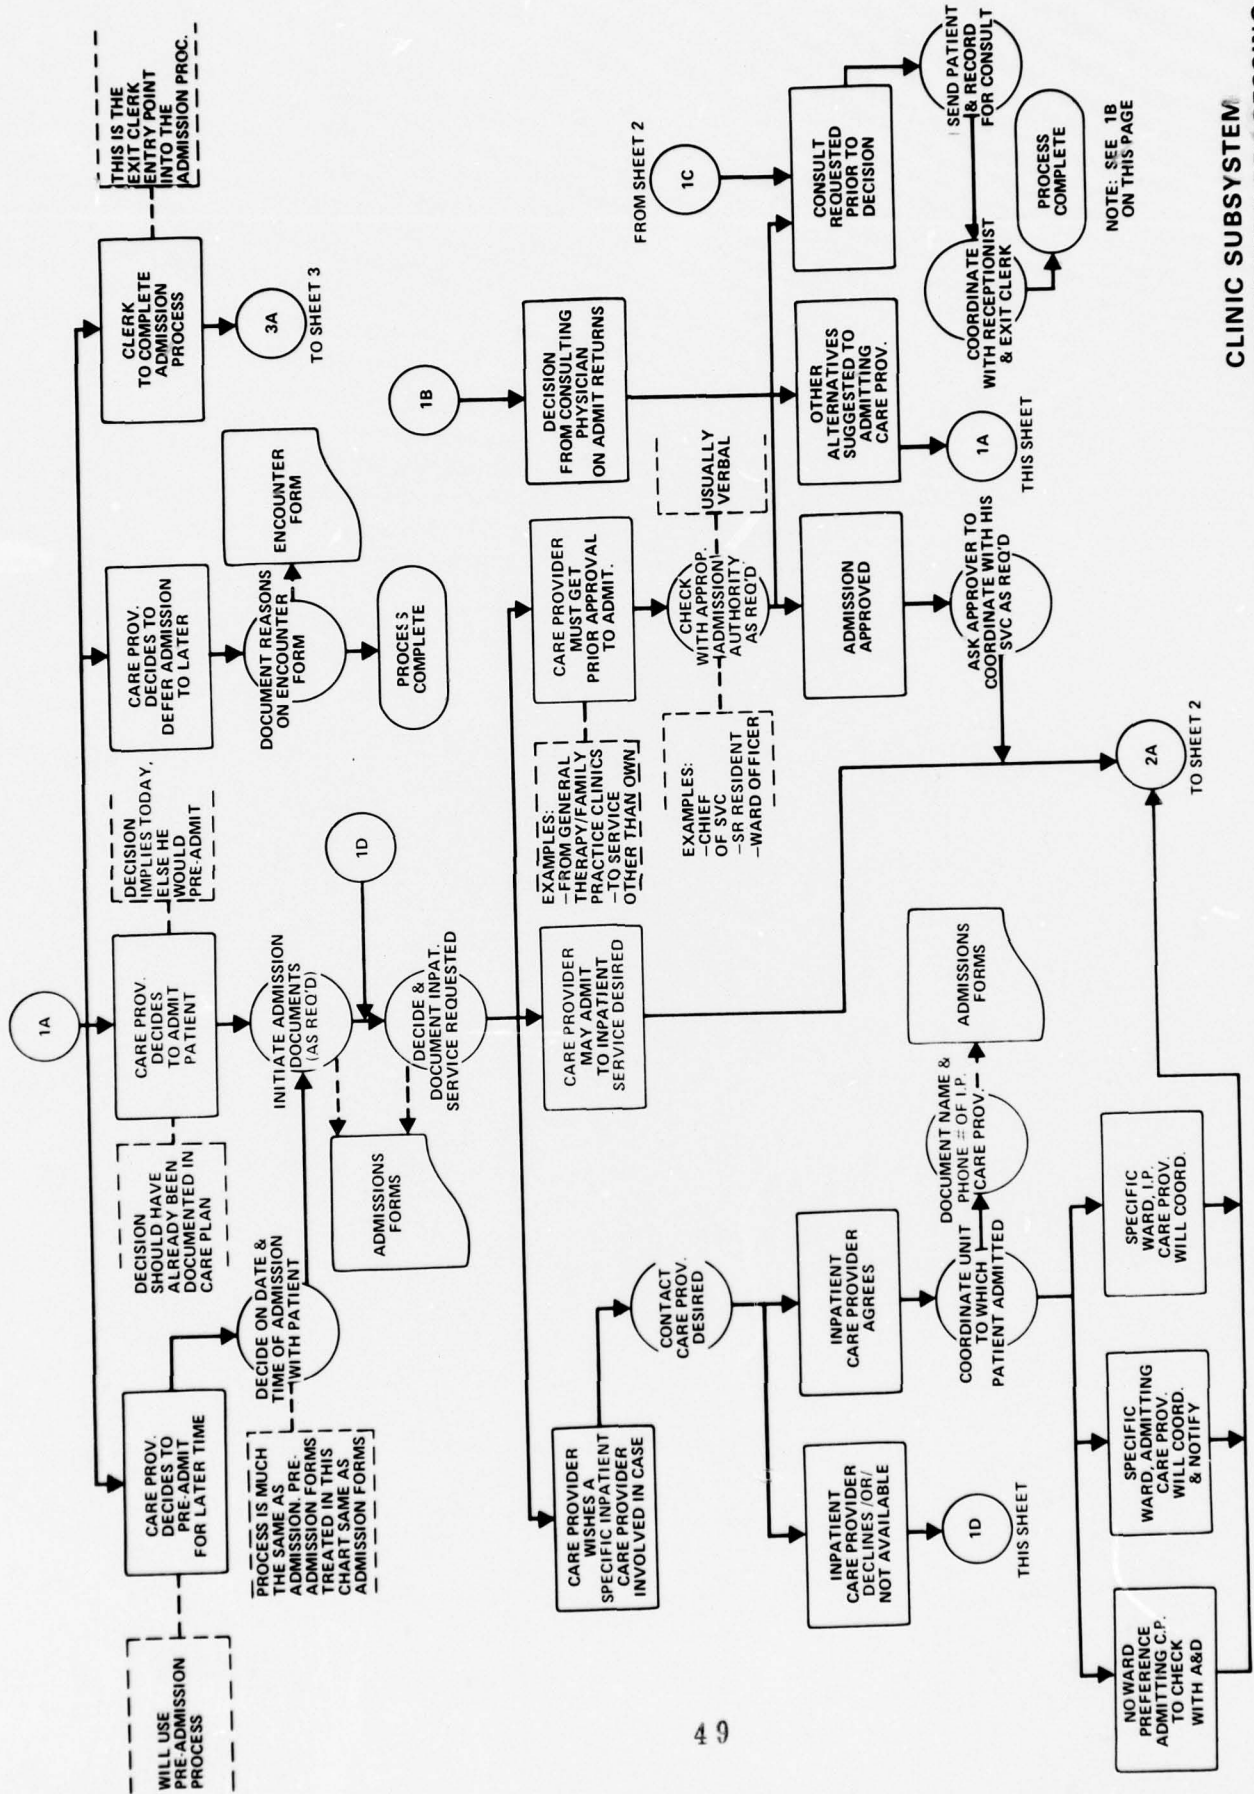 1A
WILL USE
PRE-ADMISSION
PROCESS
CARE PROV.
DECIDES TO
PRE-ADMIT
FOR LATER TIME
DECISION
SHOULD HAVE
ALREADY BEEN
DOCUMENTED IN
CARE PLAN
CARE PROV.
DECIDES
TO ADMIT
PATIENT
DECISION
IMPLIES TODAY,
ELSE HE
WOULD
PRE-ADMIT
CARE PROV.
DECIDES TO
DEFER ADMISSION
TO LATER
CLERK
TO COMPLETE
ADMISSION
PROCESS
THIS IS THE
EXIT CLERK
ENTRY POINT
INTO THE
ADMISSION PROC.
PROCESS IS MUCH
THE SAME AS
ADMISSION. PRE-
ADMISSION FORMS
TREATED IN THIS
CHART SAME AS
ADMISSION FORMS
DECIDE ON DATE &
TIME OF ADMISSION
WITH PATIENT
INITIATE ADMISSION
DOCUMENTS
(AS REQ'D)
DOCUMENT REASONS
ON ENCOUNTER
FORM
ENCOUNTER
FORM
3A
TO SHEET 3
ADMISSIONS
FORMS
1D
DECIDE &
DOCUMENT INPAT.
SERVICE REQUESTED
PROCESS
COMPLETE
1B
FROM SHEET 2
1C
CARE PROVIDER
WISHES A
SPECIFIC INPATIENT
CARE PROVIDER
INVOLVED IN CASE
CARE PROVIDER
MAY ADMIT
TO INPATIENT
SERVICE DESIRED
EXAMPLES:
-FROM GENERAL
THERAPY/FAMILY
PRACTICE CLINICS
-TO SERVICE
OTHER THAN OWN
CARE PROVIDER
MUST GET
PRIOR APPROVAL
TO ADMIT.
DECISION
FROM CONSULTING
PHYSICIAN
ON ADMIT RETURNS
CONTACT
CARE PROV.
DESIRED
EXAMPLES:
-CHIEF
OF SVC
-SR RESIDENT
-WARD OFFICER
CHECK
WITH APPROP.
ADMISSION
AUTHORITY
AS REQ'D
USUALLY
VERBAL
INPATIENT
CARE PROVIDER
DECLINES /OR/
NOT AVAILABLE
INPATIENT
CARE PROVIDER
AGREES
ADMISSION
APPROVED
OTHER
ALTERNATIVES
SUGGESTED TO
ADMITTING
CARE PROV.
CONSULT
REQUESTED
PRIOR TO
DECISION
1D
THIS SHEET
COORDINATE UNIT
TO WHICH
PATIENT ADMITTED
DOCUMENT NAME &
PHONE # OF I.P.
CARE PROV.
ADMISSIONS
FORMS
ASK APPROVER TO
COORDINATE WITH HIS
SVC AS REQ'D
1A
THIS SHEET
COORDINATE
WITH RECEPTIONIST
& EXIT CLERK
SEND PATIENT
& RECORD
FOR CONSULT
PROCESS
COMPLETE
NOTE: SEE 1B
ON THIS PAGE
NO WARD
PREFERENCE
ADMITTING C.P.
TO CHECK
WITH A&D
SPECIFIC
WARD, ADMITTING
CARE PROV.
WILL COORD.
& NOTIFY
SPECIFIC
WARD, I.P.
CARE PROV.
WILL COORD.
2A
TO SHEET 2
CLINIC SUBSYSTEM
49